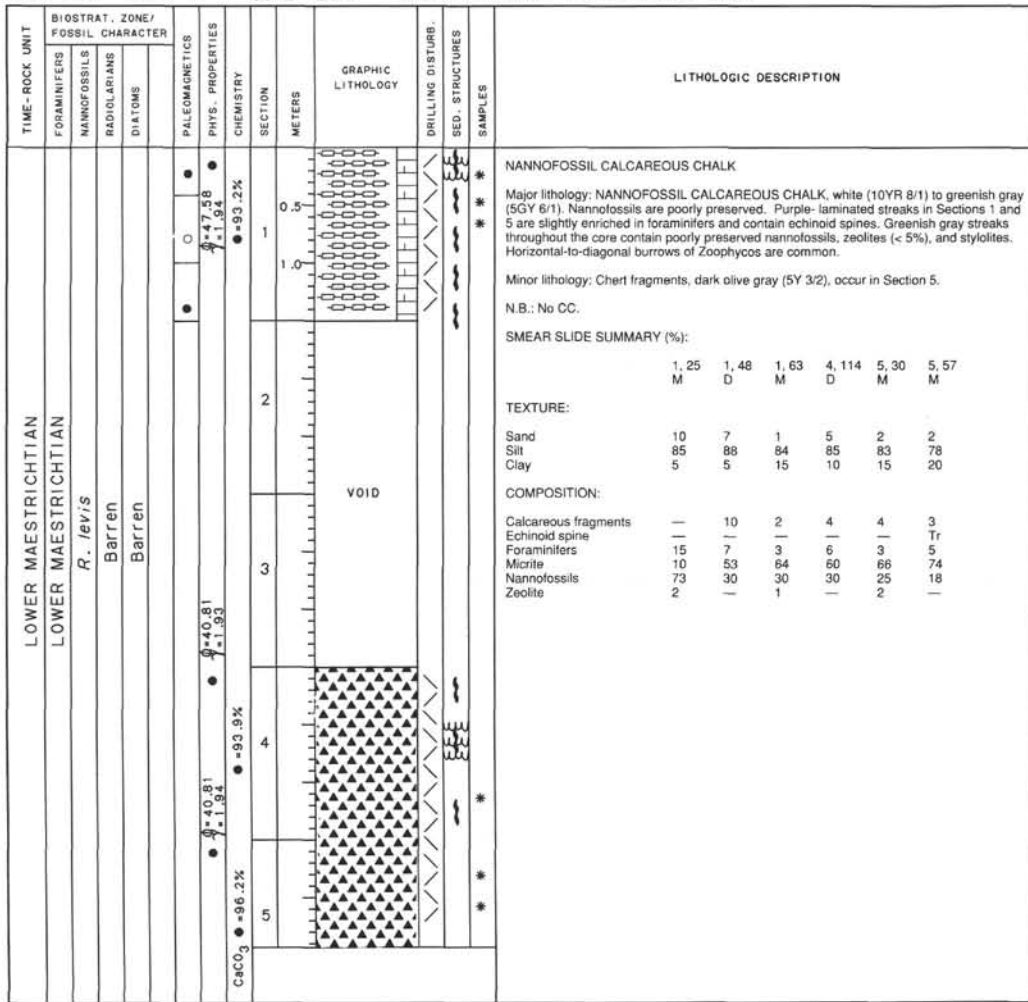 TIME-ROCK UNIT
BIOSTRAT. ZONE/
FOSSIL CHARACTER
FORAMINIFERS
NANNOFOSSILS
RADIOLARIANS
DIATOMS
PALEOMAGNETICS
PHYS. PROPERTIES
CHEMISTRY
SECTION
METERS
GRAPHIC
LITHOLOGY
DRILLING DISTURB.
SED. STRUCTURES
SAMPLES
LITHOLOGIC DESCRIPTION
LOWER MAESTRICHTIAN
LOWER MAESTRICHTIAN
R. levis
Barren
Barren
=47.58
=1.94
=93.2%
1
0.5
1.0
2
VOID
3
=40.81
=1.93
4
=93.9%
=40.81
=1.94
5
CaCO3 ●=96.2%
NANNOFOSSIL CALCAREOUS CHALK
Major lithology: NANNOFOSSIL CALCAREOUS CHALK, white (10YR 8/1) to greenish gray
(5GY 6/1). Nannofossils are poorly preserved. Purple- laminated streaks in Sections 1 and
5 are slightly enriched in foraminifers and contain echinoid spines. Greenish gray streaks
throughout the core contain poorly preserved nannofossils, zeolites (< 5%), and stylolites.
Horizontal-to-diagonal burrows of Zoophycos are common.
Minor lithology: Chert fragments, dark olive gray (5Y 3/2), occur in Section 5.
N.B.: No CC.
SMEAR SLIDE SUMMARY (%):
1, 25 1, 48 1, 63 4, 114 5, 30 5, 57
M D M D M M
TEXTURE:
Sand 10 7 1 5 2 2
Silt 85 88 84 85 83 78
Clay 5 5 15 10 15 20
COMPOSITION:
Calcareous fragments — 10 2 4 4 3
Echinoid spine — — — — — Tr
Foraminifers 15 7 3 6 3 5
Micrite 10 53 64 60 66 74
Nannofossils 73 30 30 30 25 18
Zeolite 2 — 1 — 2 —